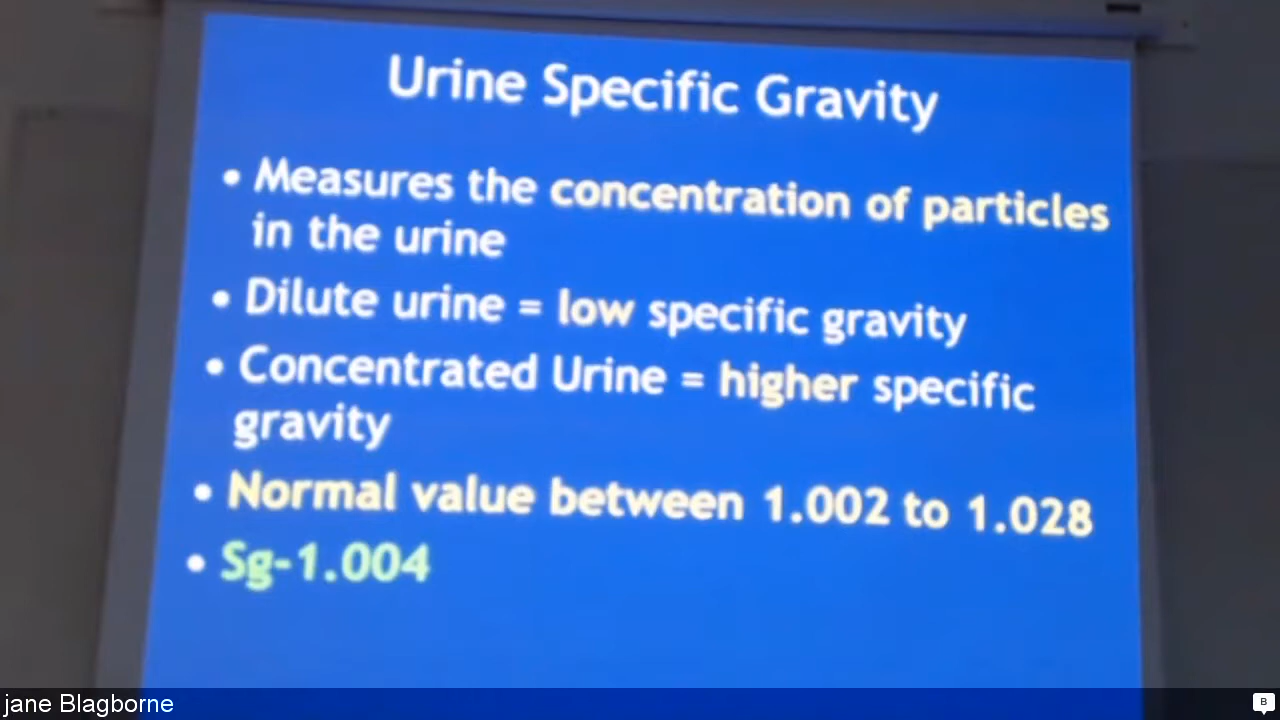 Urine Specific Gravity
• Measures the concentration of particles
in the urine
• Dilute urine = low specific gravity
• Concentrated Urine = higher specific
gravity
• Normal value between 1.002 to 1.028
• Sg-1.004
jane Blagborne
B